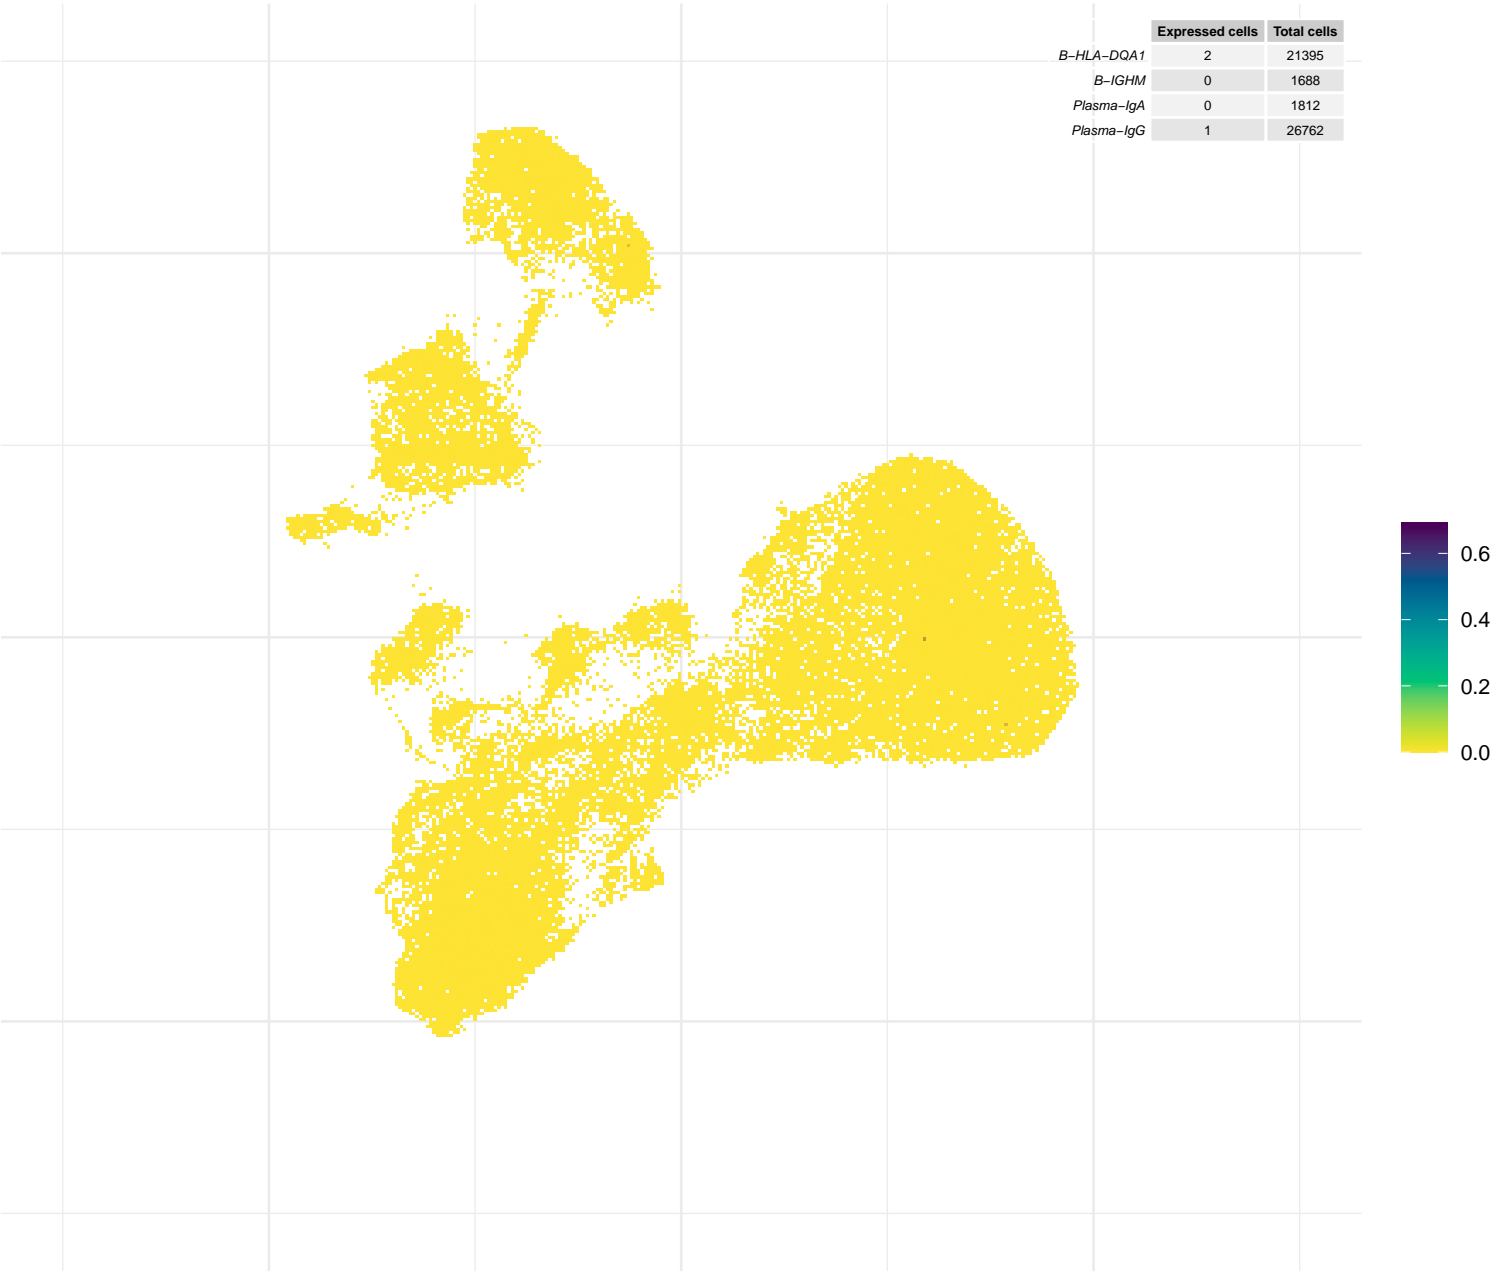 Expressed cells Total cells
B−HLA−DQA1 2 21395
B−IGHM 0 1688
Plasma−IgA 0 1812
Plasma−IgG 1 26762
0.6
0.4
0.2
0.0